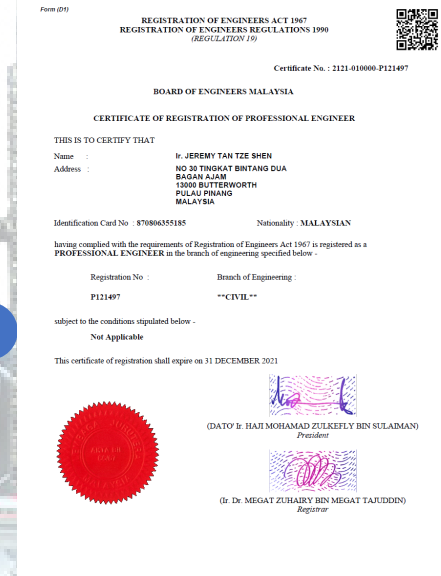 Form (D1)
REGISTRATION OF ENGINEERS ACT 1967
REGISTRATION OF ENGINEERS REGULATIONS 1990
(REGULATION 19)
Certificate No. : 2121-010000-P121497
BOARD OF ENGINEERS MALAYSIA
CERTIFICATE OF REGISTRATION OF PROFESSIONAL ENGINEER
THIS IS TO CERTIFY THAT
Name : Ir. JEREMY TAN TZE SHEN
Address : NO 30 TINGKAT BINTANG DUA
BAGAN AJAM
13000 BUTTERWORTH
PULAU PINANG
MALAYSIA
Identification Card No : 870806355185 Nationality : MALAYSIAN
having complied with the requirements of Registration of Engineers Act 1967 is registered as a
PROFESSIONAL ENGINEER in the branch of engineering specified below -
Registration No : Branch of Engineering :
P121497 **CIVIL**
subject to the conditions stipulated below -
Not Applicable
This certificate of registration shall expire on 31 DECEMBER 2021
(DATO' Ir. HAJI MOHAMAD ZULKEFLY BIN SULAIMAN)
President
(Ir. Dr. MEGAT ZUHAIRY BIN MEGAT TAJUDDIN)
Registrar